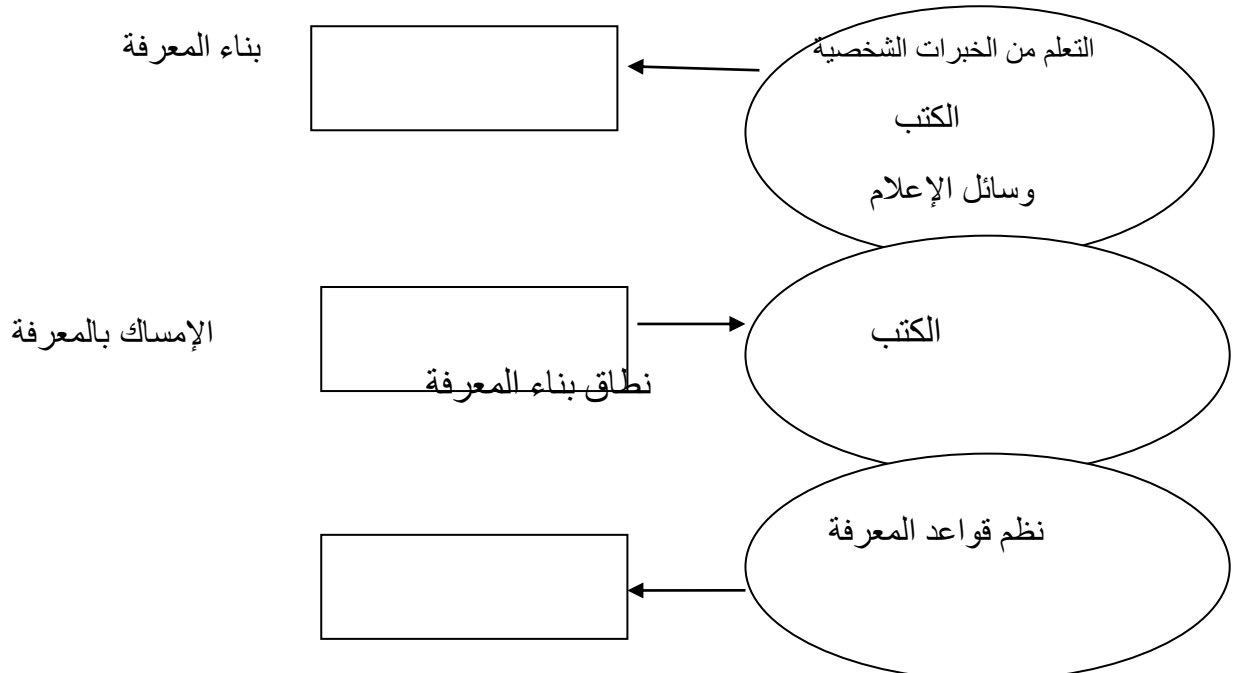 التعلم من الخبرات الشخصية
بناء المعرفة
الكتب
وسائل الإعلام
الكتب
الإمساك بالمعرفة
نطاق بناء المعرفة
نظم قواعد المعرفة